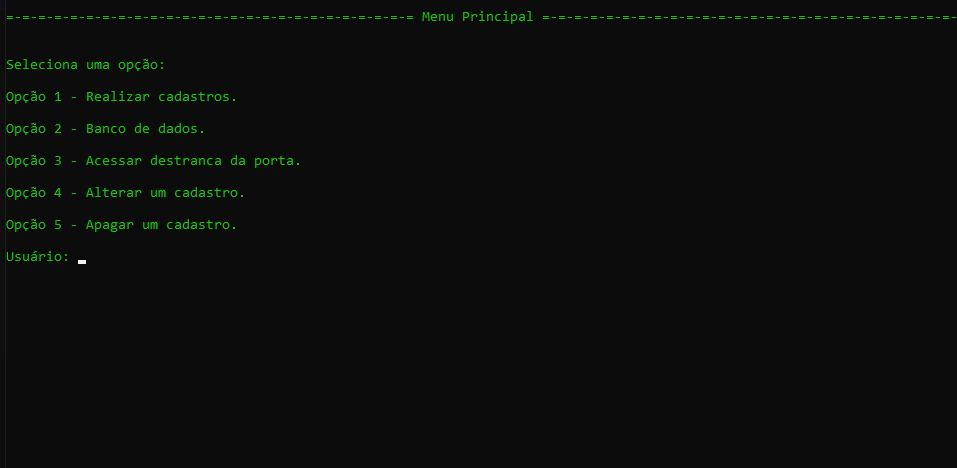 =-=-=-=-=-=-=-=-=-=-=-=-=-=-=-=-=-=-=-=-=-=-=-=-=-= Menu Principal =-=-=-=-=-=-=-=-=-=-=-=-=-=-=-=-=-=-=-=-=-=-=-=-=-=-
Seleciona uma opção:
Opção 1 - Realizar cadastros.
Opção 2 - Banco de dados.
Opção 3 - Acessar destranca da porta.
Opção 4 - Alterar um cadastro.
Opção 5 - Apagar um cadastro.
Usuário: